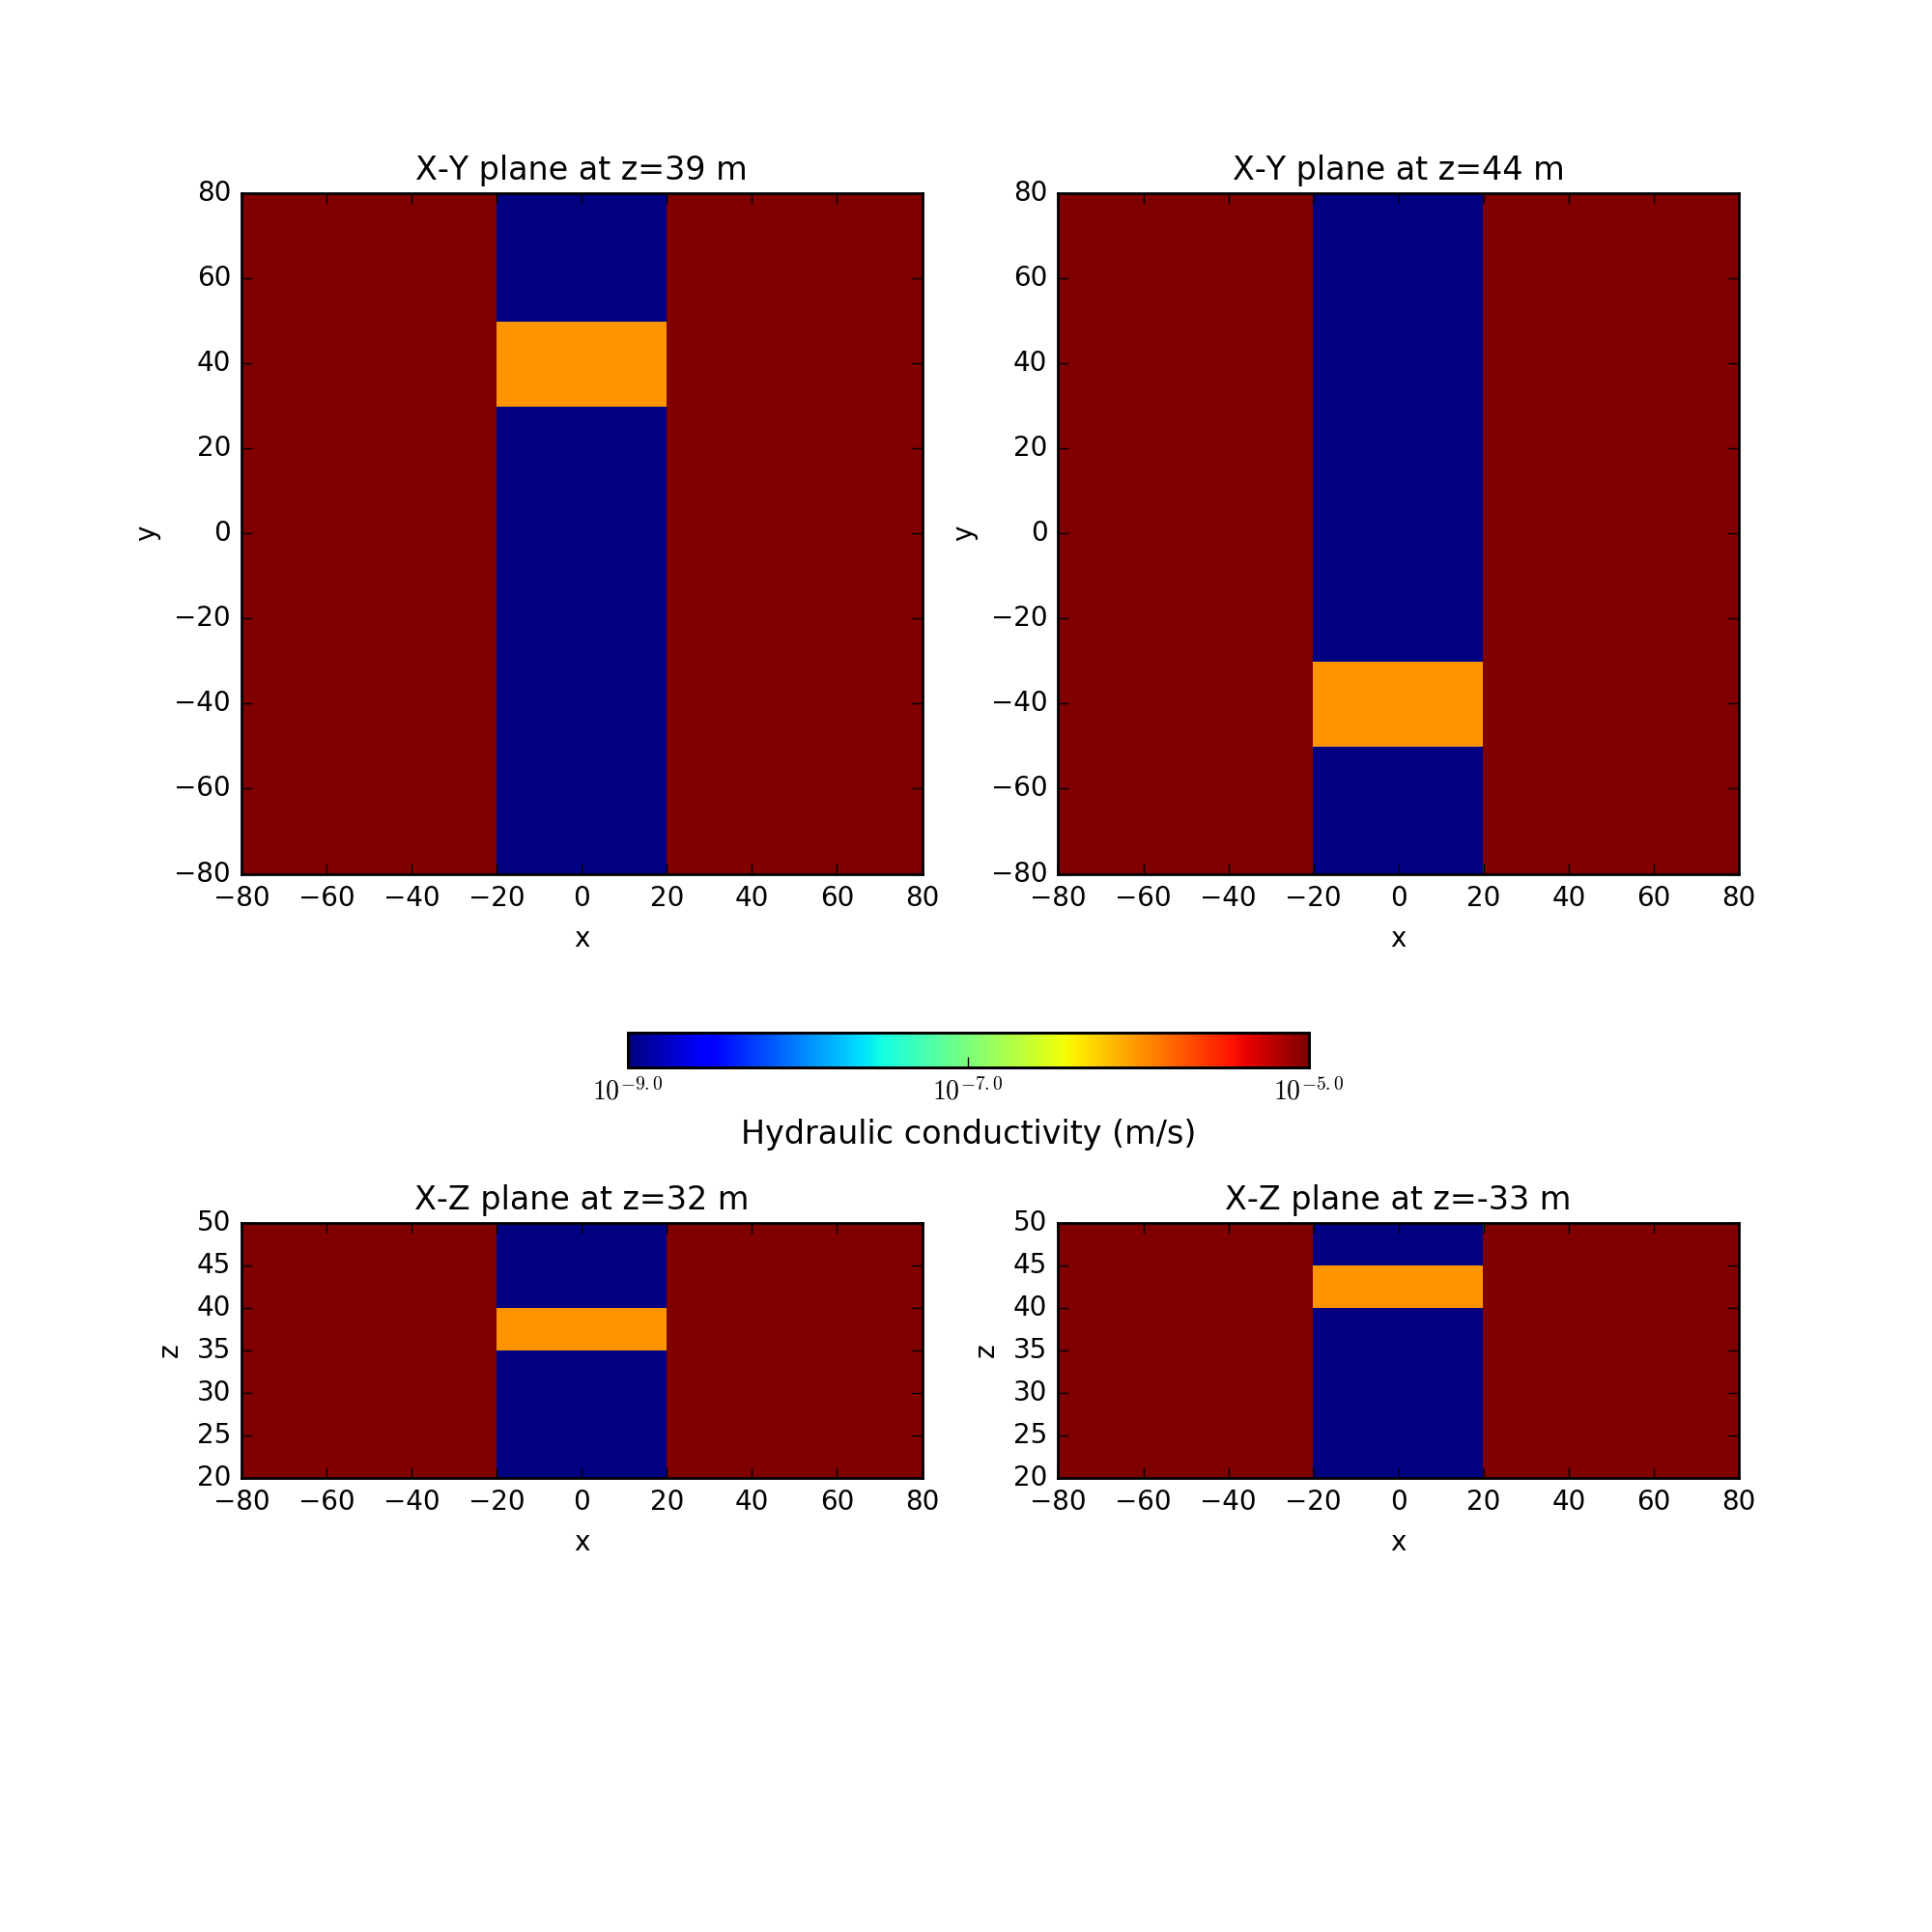 X-Y plane at z=39 m
X-Y plane at z=44 m
80
60
40
20
0
−20
−40
−60
−80
y
−80 −60 −40 −20 0 20 40 60 80
x
80
60
40
20
0
−20
−40
−60
−80
y
−80 −60 −40 −20 0 20 40 60 80
x
10^{−9.0} 10^{−7.0} 10^{−5.0}
Hydraulic conductivity (m/s)
X-Z plane at z=32 m
X-Z plane at z=-33 m
50
45
40
35
30
25
20
z
−80 −60 −40 −20 0 20 40 60 80
x
50
45
40
35
30
25
20
z
−80 −60 −40 −20 0 20 40 60 80
x